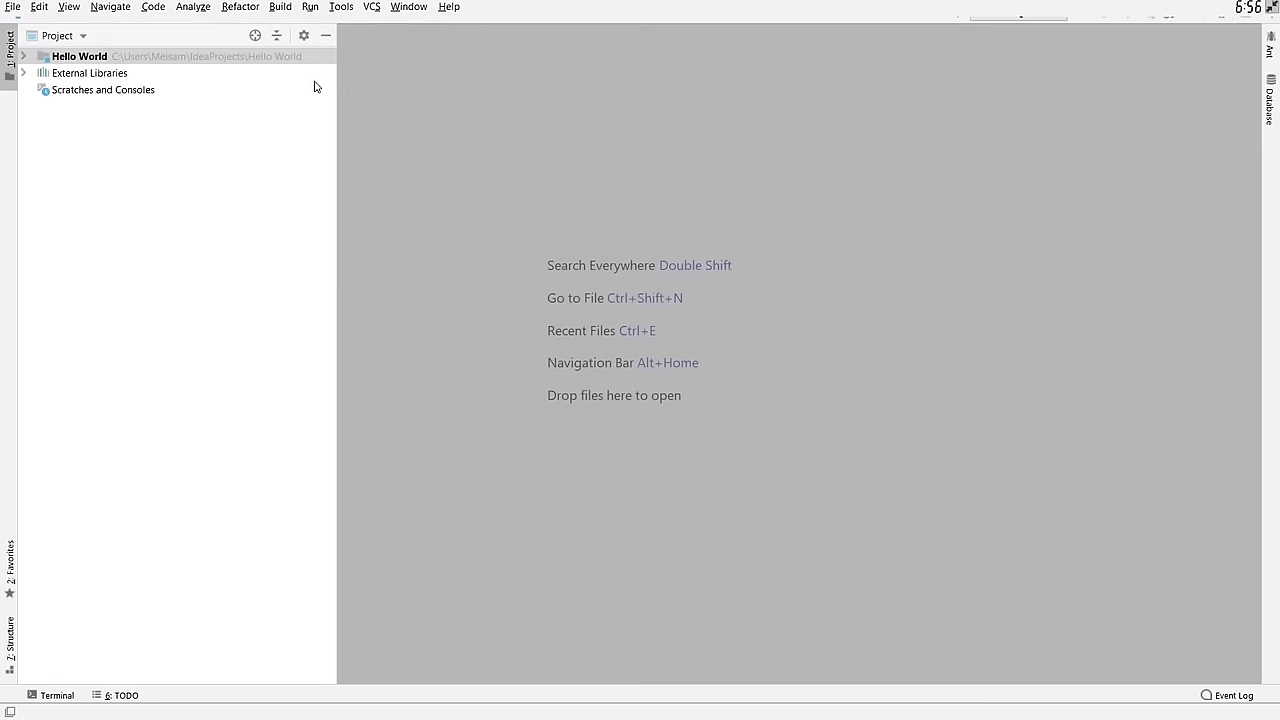 File Edit View Navigate Code Analyze Refactor Build Run Tools VCS Window Help
6:56
1: Project
Project
Hello World C:\Users\Meisam\IdeaProjects\Hello World
External Libraries
Scratches and Consoles
Ant
Database
Search Everywhere Double Shift
Go to File Ctrl+Shift+N
Recent Files Ctrl+E
Navigation Bar Alt+Home
Drop files here to open
2: Favorites
7: Structure
Terminal
6: TODO
Event Log